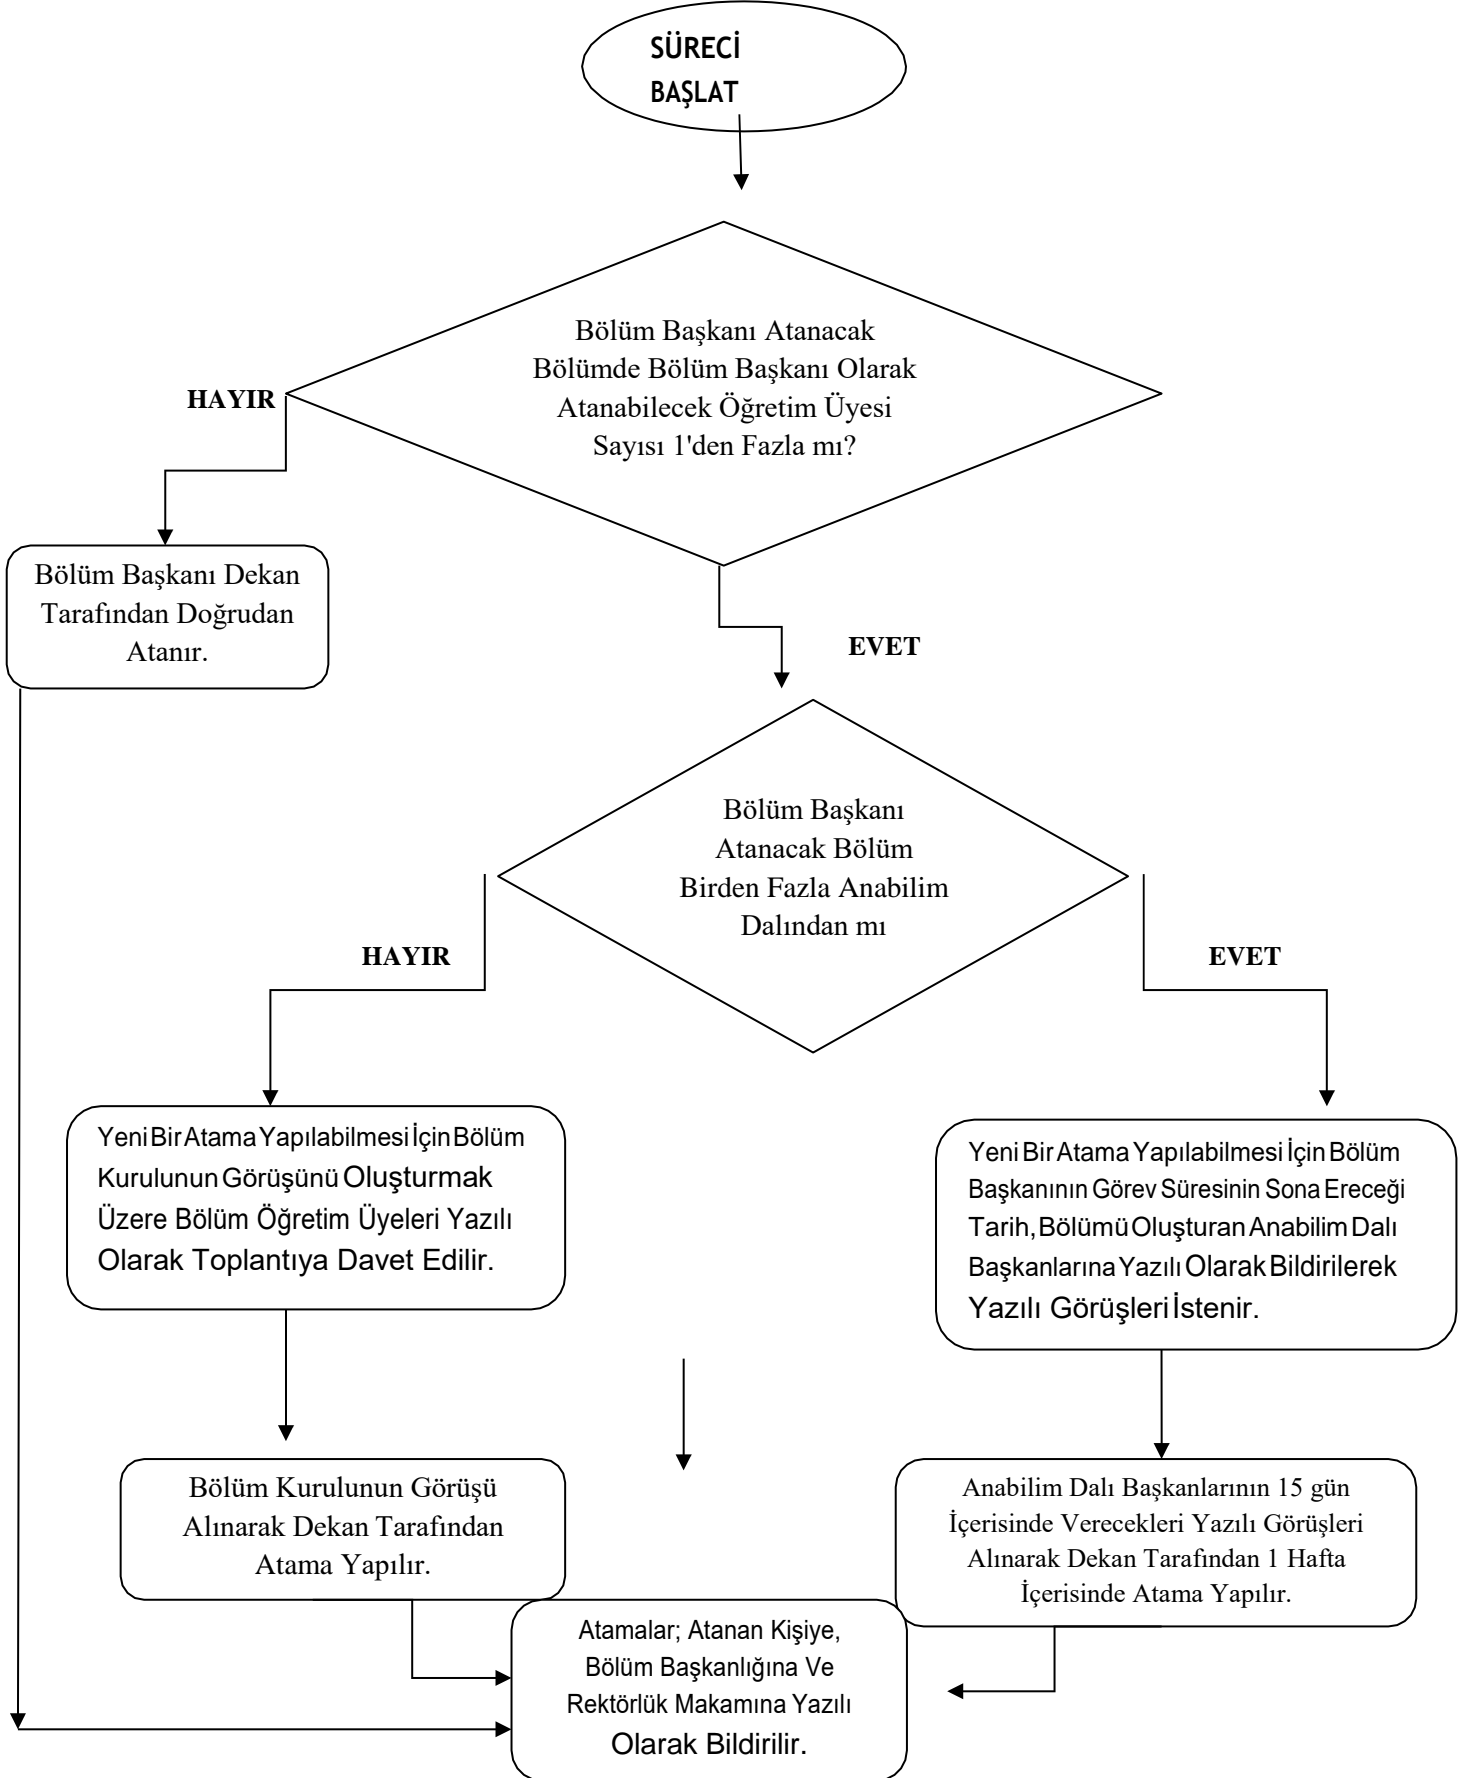 SÜRECİ
BAŞLAT
Bölüm Başkanı Atanacak
Bölümde Bölüm Başkanı Olarak
Atanabilecek Öğretim Üyesi
Sayısı 1'den Fazla mı?
HAYIR
Bölüm Başkanı Dekan
Tarafından Doğrudan
Atanır.
EVET
Bölüm Başkanı
Atanacak Bölüm
Birden Fazla Anabilim
Dalından mı
HAYIR
EVET
Yeni Bir Atama Yapılabilmesi İçin Bölüm
Kurulunun Görüşünü Oluşturmak
Üzere Bölüm Öğretim Üyeleri Yazılı
Olarak Toplantıya Davet Edilir.
Yeni Bir Atama Yapılabilmesi İçin Bölüm
Başkanının Görev Süresinin Sona Ereceği
Tarih, Bölümü Oluşturan Anabilim Dalı
Başkanlarına Yazılı Olarak Bildirilerek
Yazılı Görüşleri İstenir.
Bölüm Kurulunun Görüşü
Alınarak Dekan Tarafından
Atama Yapılır.
Anabilim Dalı Başkanlarının 15 gün
İçerisinde Verecekleri Yazılı Görüşleri
Alınarak Dekan Tarafından 1 Hafta
İçerisinde Atama Yapılır.
Atamalar; Atanan Kişiye,
Bölüm Başkanlığına Ve
Rektörlük Makamına Yazılı
Olarak Bildirilir.